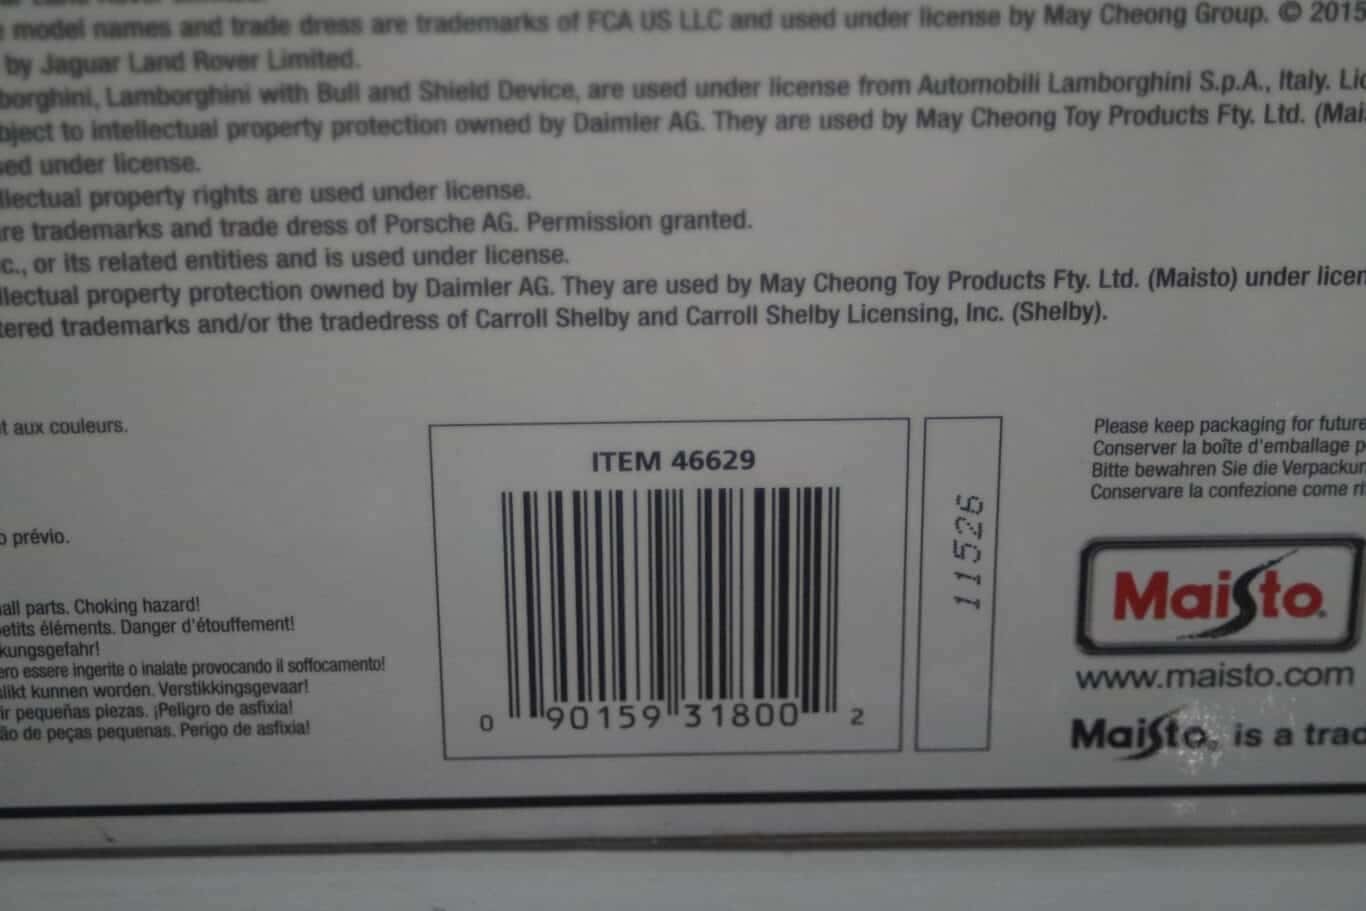 model names and trade dress are trademarks of FCA US LLC and used under license by May Cheong Group. © 2015
by Jaguar Land Rover Limited.
borghini, Lamborghini with Bull and Shield Device, are used under license from Automobili Lamborghini S.p.A., Italy. Lic
bject to intellectual property protection owned by Daimler AG. They are used by May Cheong Toy Products Fty. Ltd. (Mai
sed under license.
llectual property rights are used under license.
re trademarks and trade dress of Porsche AG. Permission granted.
c., or its related entities and is used under license.
llectual property protection owned by Daimler AG. They are used by May Cheong Toy Products Fty. Ltd. (Maisto) under licen
tered trademarks and/or the tradedress of Carroll Shelby and Carroll Shelby Licensing, Inc. (Shelby).
t aux couleurs.
o prévio.
all parts. Choking hazard!
etits éléments. Danger d'étouffement!
kungsgefahr!
ero essere ingerite o inalate provocando il soffocamento!
slikt kunnen worden. Verstikkingsgevaar!
ir pequeñas piezas. ¡Peligro de asfixia!
ão de peças pequenas. Perigo de asfixia!
ITEM 46629
0 90159 31800 2
11526
Please keep packaging for future
Conserver la boîte d'emballage p
Bitte bewahren Sie die Verpackun
Conservare la confezione come ri
Maisto
www.maisto.com
Maisto® is a trad